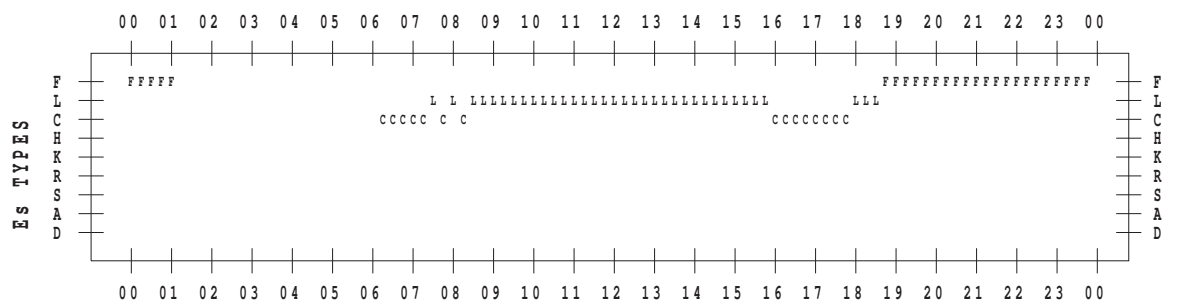 00 01 02 03 04 05 06 07 08 09 10 11 12 13 14 15 16 17 18 19 20 21 22 23 00
F FFFFF FFFFFFFFFFFFFFFFFFFFF F
L L L LLLLLLLLLLLLLLLLLLLLLLLLLLLLLL LLL L
C CCCCC C C CCCCCCCC C
H H
K K
R R
S S
A A
D D
Es TYPES
00 01 02 03 04 05 06 07 08 09 10 11 12 13 14 15 16 17 18 19 20 21 22 23 00